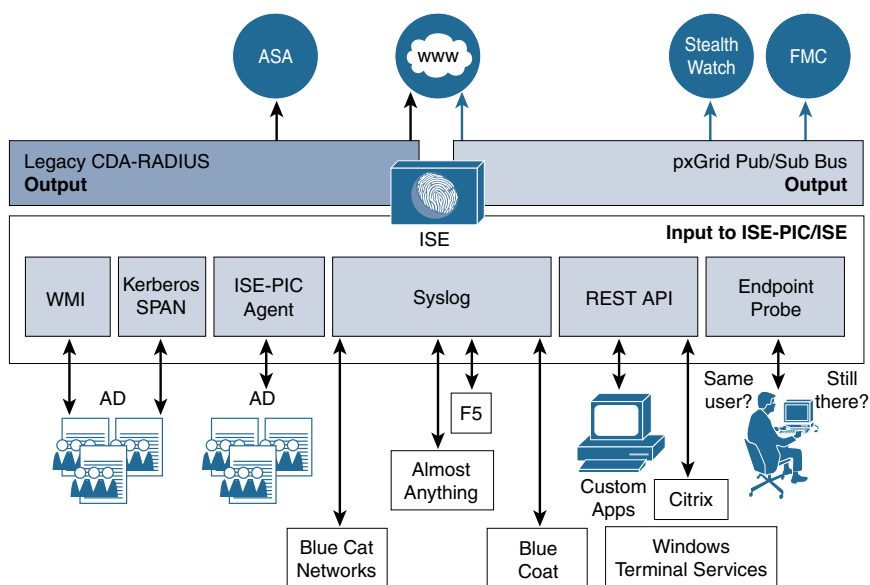 ASA
www
Stealth
Watch
FMC
Legacy CDA-RADIUS
Output
pxGrid Pub/Sub Bus
Output
ISE
Input to ISE-PIC/ISE
WMI
Kerberos
SPAN
ISE-PIC
Agent
Syslog
REST API
Endpoint
Probe
AD
AD
F5
Almost
Anything
Blue Cat
Networks
Blue
Coat
Custom
Apps
Citrix
Windows
Terminal Services
Same
user?
Still
there?